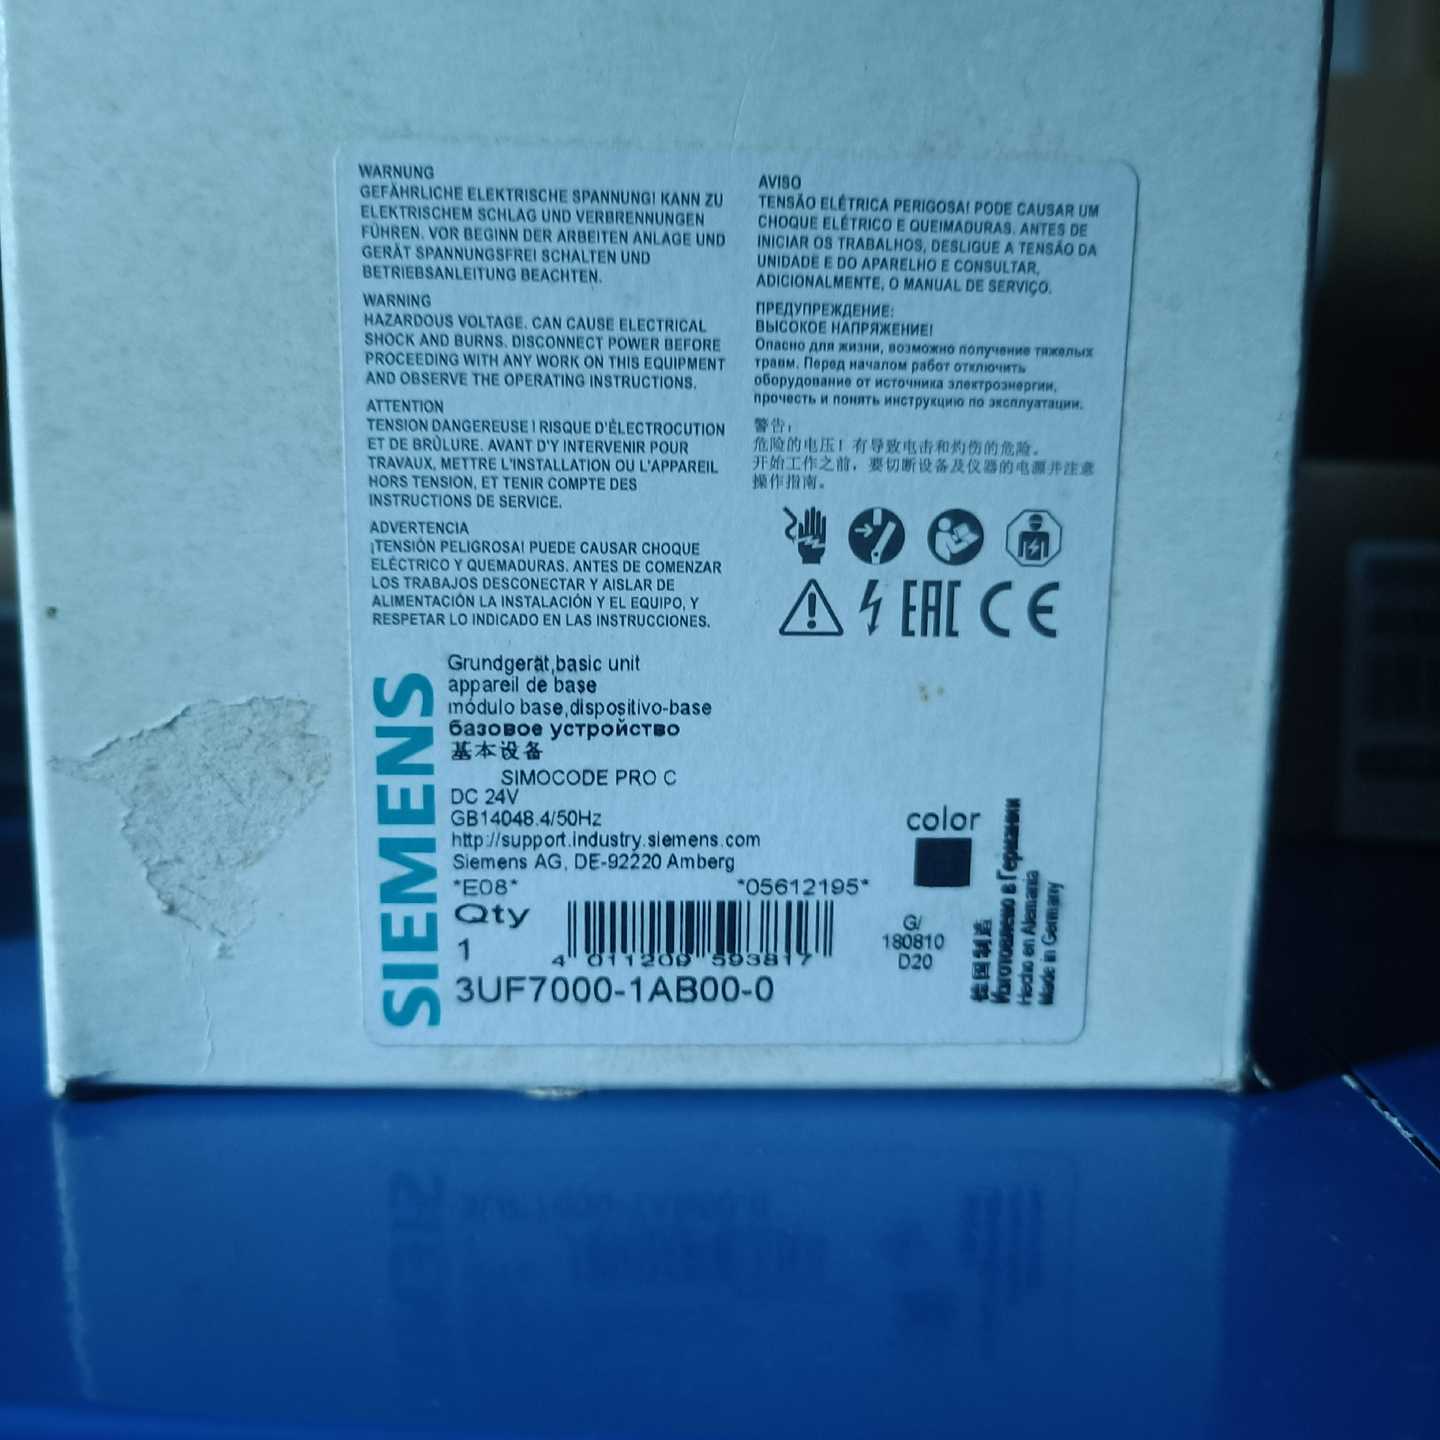 WARNUNG
GEFÄHRLICHE ELEKTRISCHE SPANNUNG! KANN ZU
ELEKTRISCHEM SCHLAG UND VERBRENNUNGEN
FÜHREN. VOR BEGINN DER ARBEITEN ANLAGE UND
GERÄT SPANNUNGSFREI SCHALTEN UND
BETRIEBSANLEITUNG BEACHTEN.
WARNING
HAZARDOUS VOLTAGE. CAN CAUSE ELECTRICAL
SHOCK AND BURNS. DISCONNECT POWER BEFORE
PROCEEDING WITH ANY WORK ON THIS EQUIPMENT
AND OBSERVE THE OPERATING INSTRUCTIONS.
ATTENTION
TENSION DANGEREUSE ! RISQUE D'ÉLECTROCUTION
ET DE BRÛLURE. AVANT D'Y INTERVENIR POUR
TRAVAUX, METTRE L'INSTALLATION OU L'APPAREIL
HORS TENSION, ET TENIR COMPTE DES
INSTRUCTIONS DE SERVICE.
ADVERTENCIA
¡TENSIÓN PELIGROSA! PUEDE CAUSAR CHOQUE
ELÉCTRICO Y QUEMADURAS. ANTES DE COMENZAR
LOS TRABAJOS DESCONECTAR Y AISLAR DE
ALIMENTACIÓN LA INSTALACIÓN Y EL EQUIPO, Y
RESPETAR LO INDICADO EN LAS INSTRUCCIONES.
AVISO
TENSÃO ELÉTRICA PERIGOSA! PODE CAUSAR UM
CHOQUE ELÉTRICO E QUEIMADURAS. ANTES DE
INICIAR OS TRABALHOS, DESLIGUE A TENSÃO DA
UNIDADE E DO APARELHO E CONSULTAR,
ADICIONALMENTE, O MANUAL DE SERVIÇO.
ПРЕДУПРЕЖДЕНИЕ:
ВЫСОКОЕ НАПРЯЖЕНИЕ!
Опасно для жизни, возможно получение тяжелых
травм. Перед началом работ отключить
оборудование от источника электроэнергии,
прочесть и понять инструкцию по эксплуатации.
警告:
危险的电压! 有导致电击和灼伤的危险。
开始工作之前, 要切断设备及仪器的电源并注意
操作指南。
EAC CE
SIEMENS
Grundgerät,basic unit
appareil de base
módulo base,dispositivo-base
базовое устройство
基本设备
SIMOCODE PRO C
DC 24V
GB14048.4/50Hz
http://support.industry.siemens.com
Siemens AG, DE-92220 Amberg
*E08* *05612195*
Qty
1
4 011209 593817
3UF7000-1AB00-0
color
G/
180810
D20
德国制造
Изготовлено в Германии
Hecho en Alemania
Made in Germany